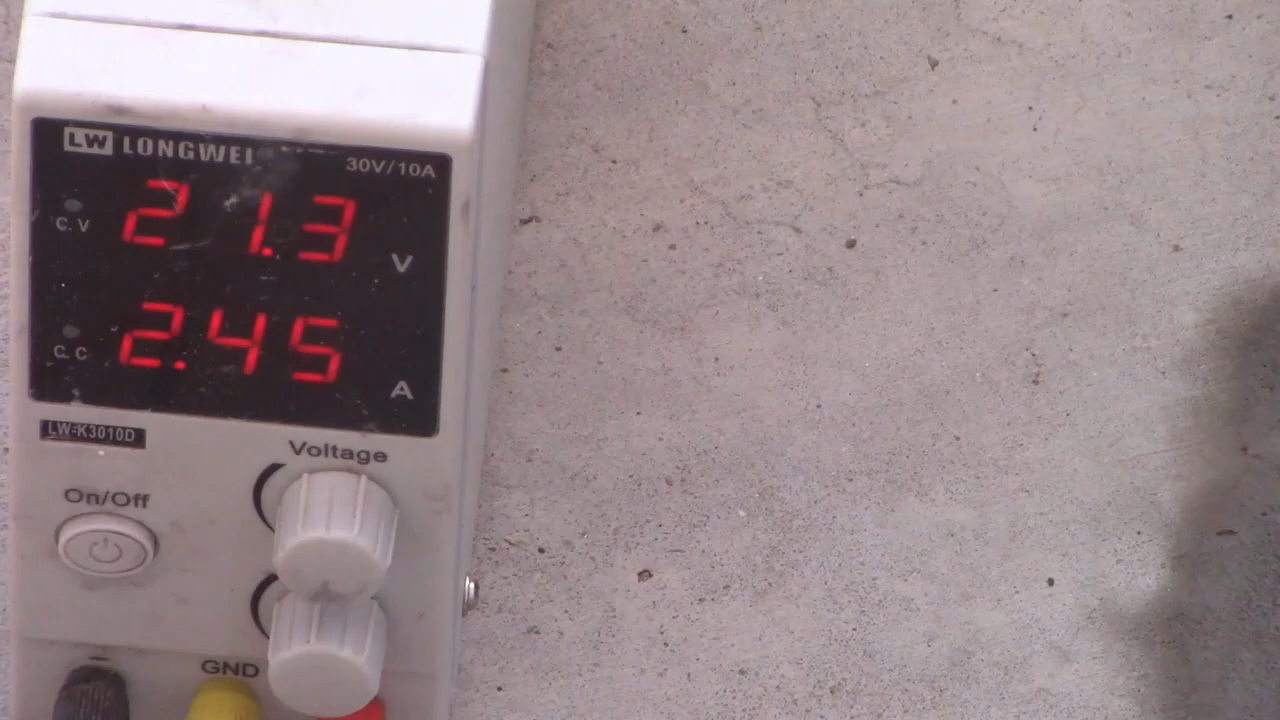 LW LONGWEI
30V/10A
C.V
21.3
V
C.C
2.45
A
LW-K3010D
Voltage
On/Off
GND